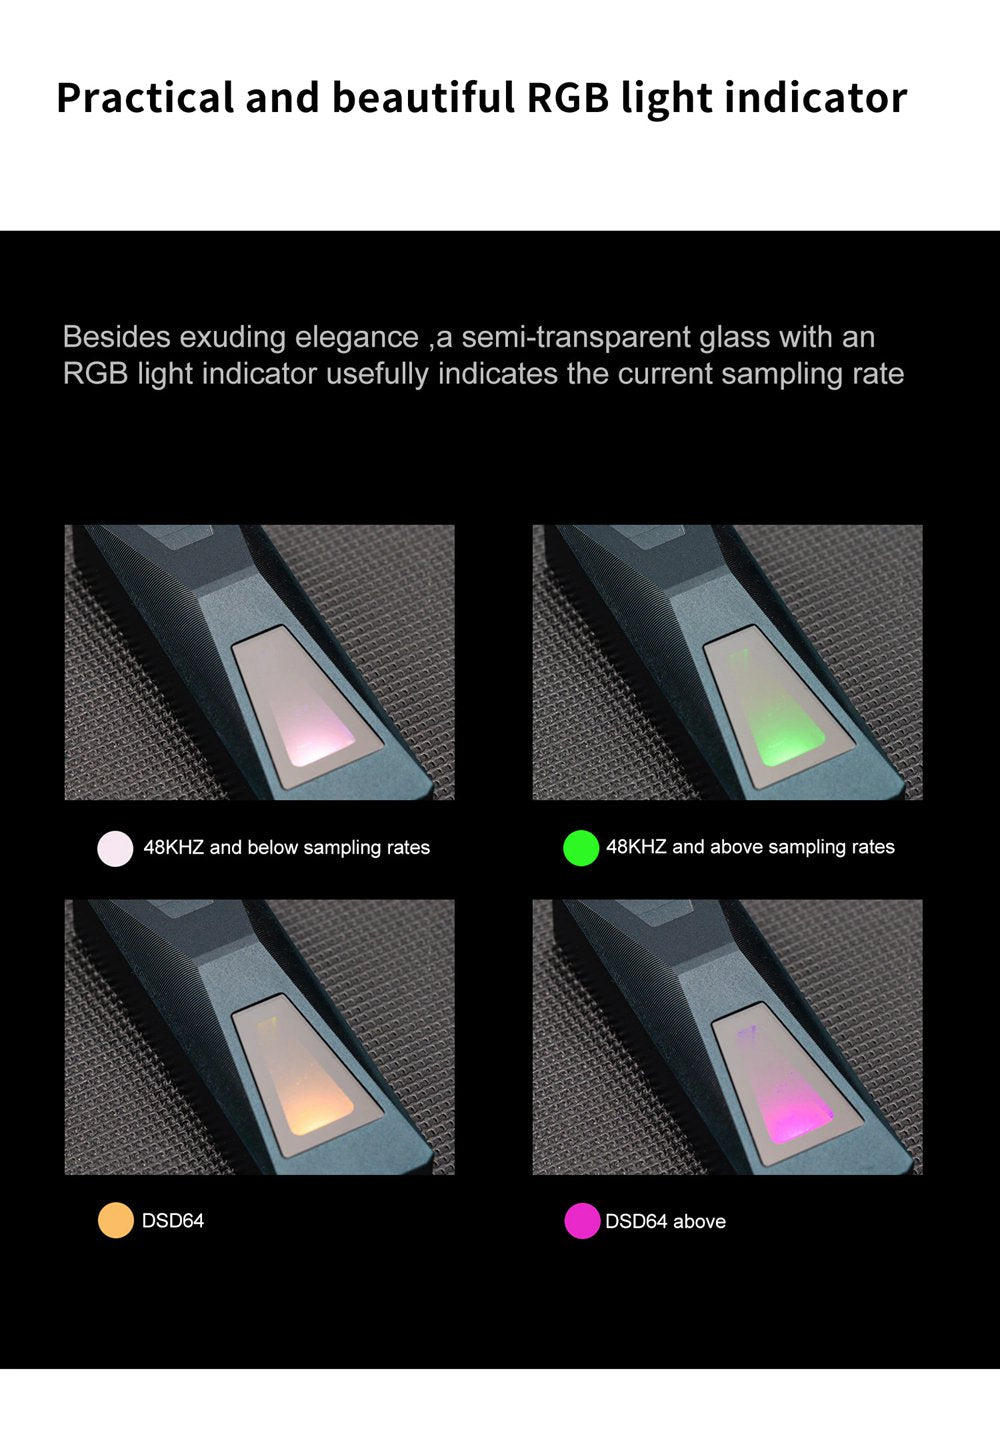 Practical and beautiful RGB light indicator
Besides exuding elegance ,a semi-transparent glass with an
RGB light indicator usefully indicates the current sampling rate
48KHZ and below sampling rates
48KHZ and above sampling rates
DSD64
DSD64 above